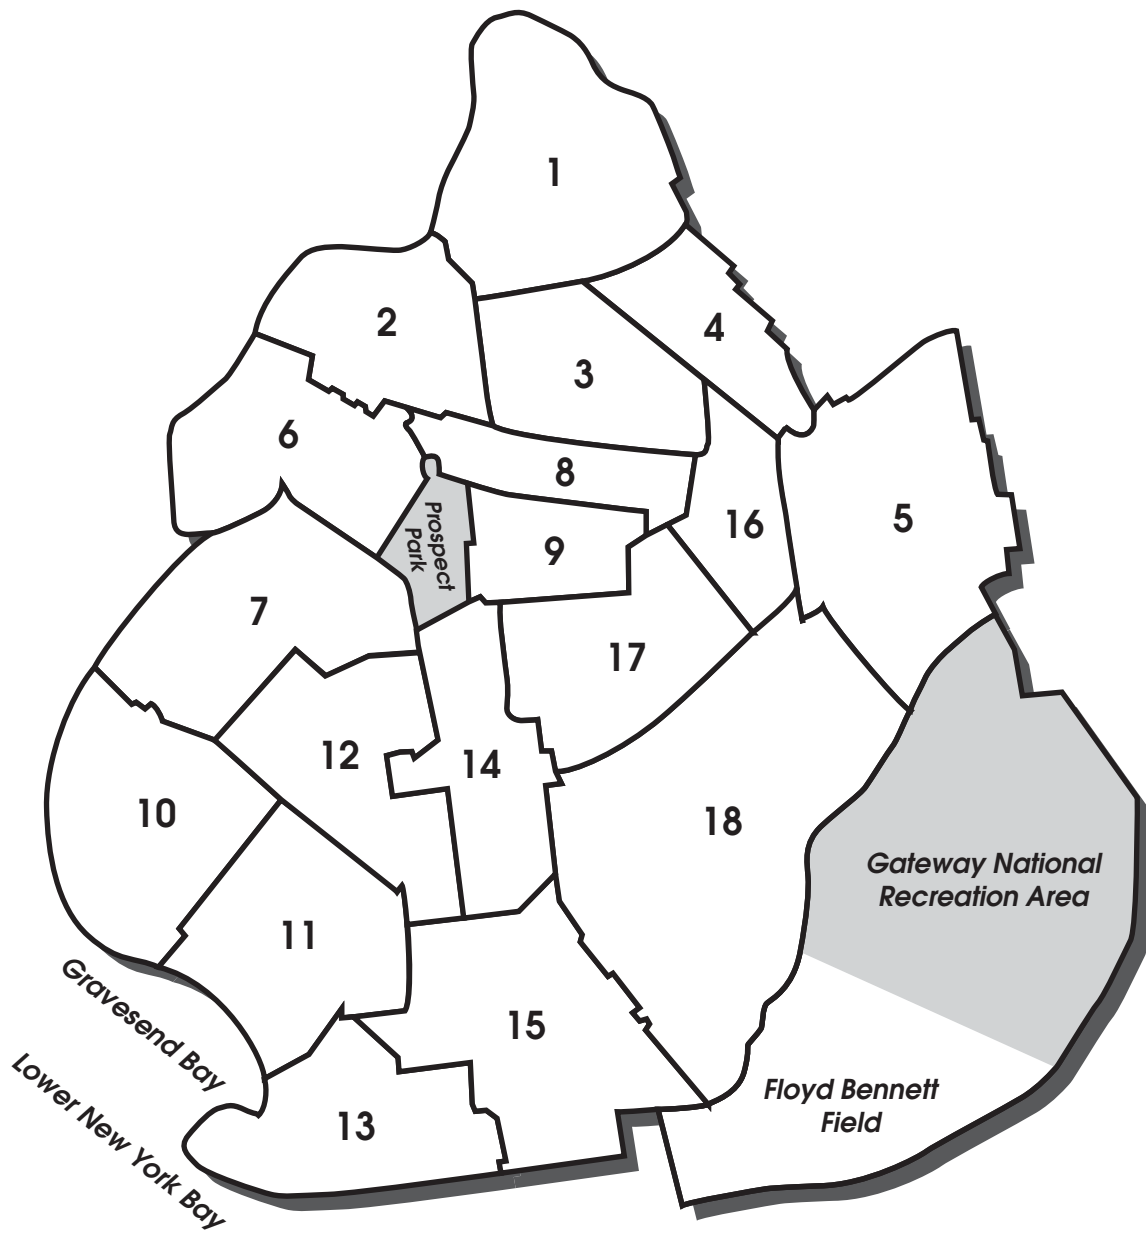 1
2
3
4
6
8
16
5
Prospect
Park
9
7
17
12
14
10
18
Gateway National
Recreation Area
11
15
Gravesend Bay
Lower New York Bay
13
Floyd Bennett
Field